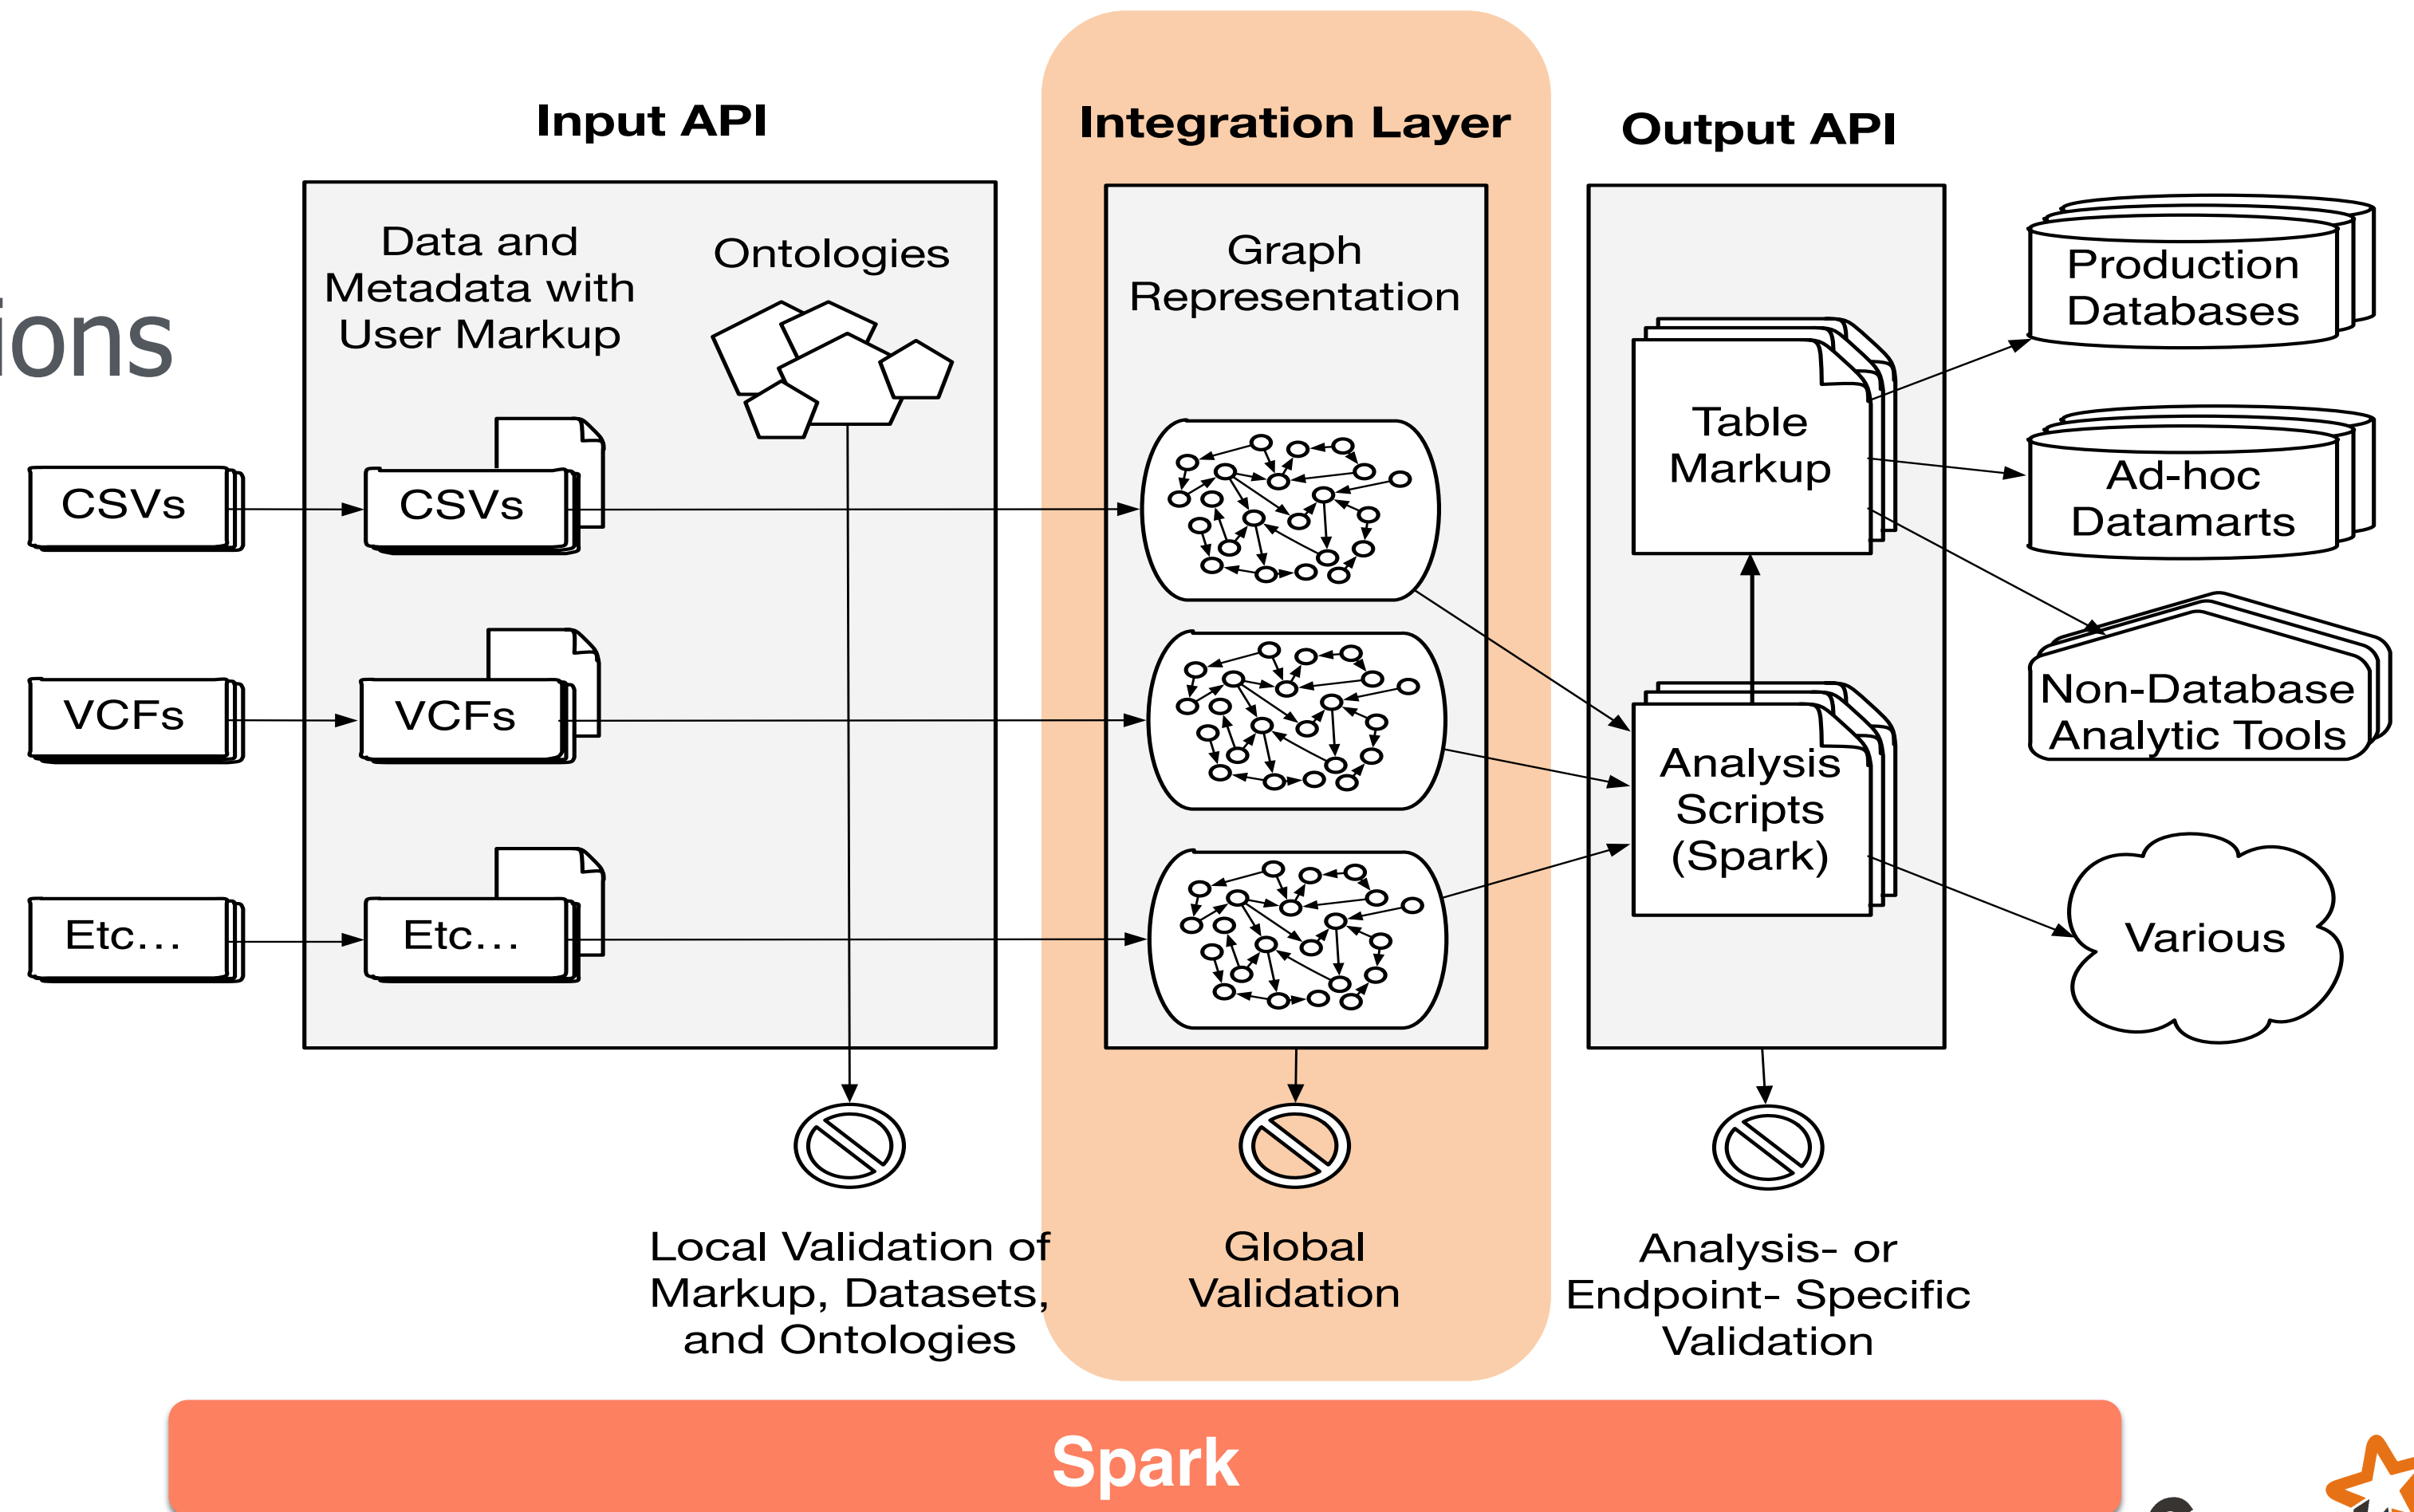 Input API
Integration Layer
Output API
ions
Data and
Metadata with
User Markup
Ontologies
Graph
Representation
CSVs
CSVs
VCFs
VCFs
Etc...
Etc...
Table
Markup
Analysis
Scripts
(Spark)
Production
Databases
Ad-hoc
Datamarts
Non-Database
Analytic Tools
Various
Local Validation of
Markup, Datasets,
and Ontologies
Global
Validation
Analysis- or
Endpoint- Specific
Validation
Spark